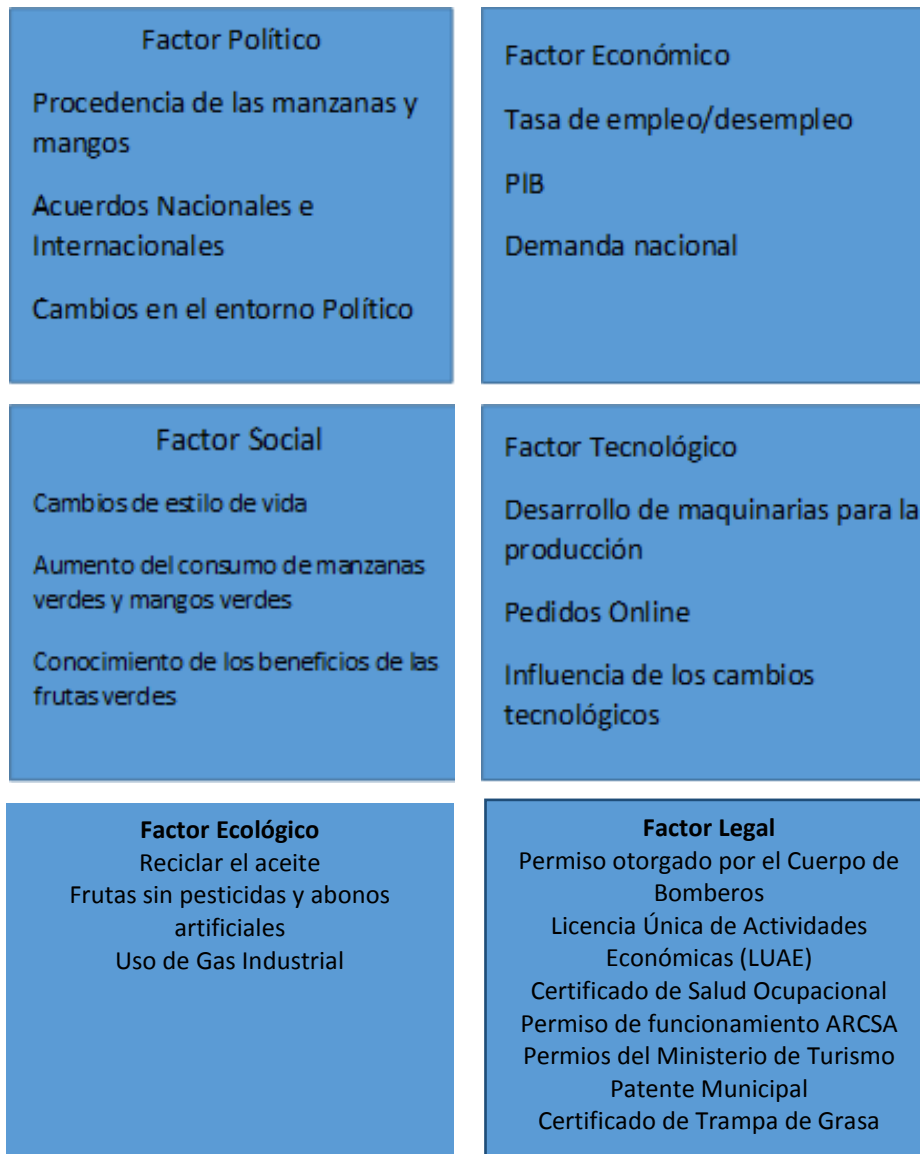 Factor Político
Procedencia de las manzanas y
mangos
Acuerdos Nacionales e
Internacionales
Cambios en el entorno Político
Factor Económico
Tasa de empleo/desempleo
PIB
Demanda nacional
Factor Social
Cambios de estilo de vida
Aumento del consumo de manzanas
verdes y mangos verdes
Conocimiento de los beneficios de las
frutas verdes
Factor Tecnológico
Desarrollo de maquinarias para la
producción
Pedidos Online
Influencia de los cambios
tecnológicos
Factor Ecológico
Reciclar el aceite
Frutas sin pesticidas y abonos
artificiales
Uso de Gas Industrial
Factor Legal
Permiso otorgado por el Cuerpo de
Bomberos
Licencia Única de Actividades
Económicas (LUAE)
Certificado de Salud Ocupacional
Permiso de funcionamiento ARCSA
Permios del Ministerio de Turismo
Patente Municipal
Certificado de Trampa de Grasa